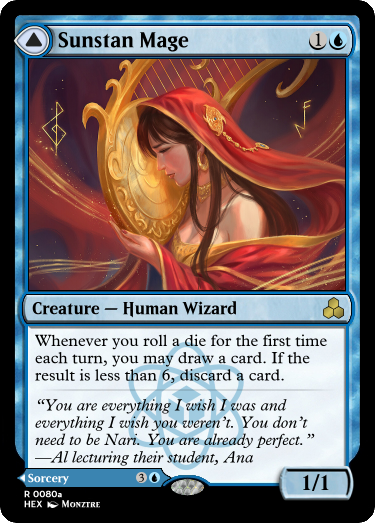 Sunstan Mage 1
Creature — Human Wizard
Whenever you roll a die for the first time
each turn, you may draw a card. If the
result is less than 6, discard a card.
“You are everything I wish I was and
everything I wish you weren’t. You don’t
need to be Nari. You are already perfect.”
—Al lecturing their student, Ana
Sorcery 3
1/1
R 0080a
HEX Monztre